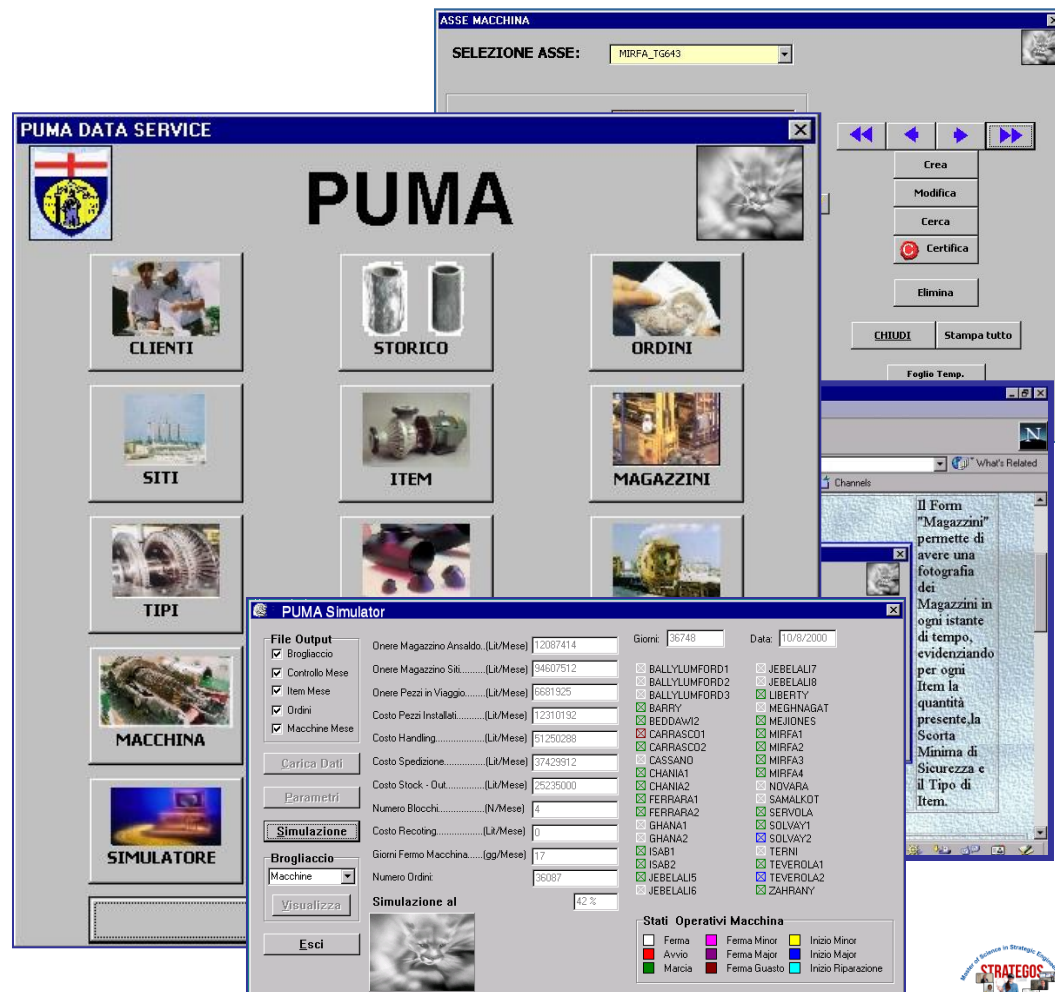 ASSE MACCHINA
SELEZIONE ASSE:
MIRFA_TG643
Crea
Modifica
Cerca
Certifica
Elimina
CHIUDI
Stampa tutto
Foglio Temp.
PUMA DATA SERVICE
PUMA
CLIENTI
STORICO
ORDINI
SITI
ITEM
MAGAZZINI
TIPI
MACCHINA
SIMULATORE
N
What's Related
Channels
Il Form
"Magazzini"
permette di
avere una
fotografia
dei
Magazzini in
ogni istante
di tempo,
evidenziando
per ogni
Item la
quantità
presente,la
Scorta
Minima di
Sicurezza e
il Tipo di
Item.
PUMA Simulator
File Output
Brogliaccio
Controllo Mese
Item Mese
Ordini
Macchine Mese
Carica Dati
Parametri
Simulazione
Brogliaccio
Macchine
Visualizza
Esci
Onere Magazzino Ansaldo..(Lit/Mese) 12087414
Onere Magazzino Siti.........(Lit/Mese) 94607512
Onere Pezzi in Viaggio.......(Lit/Mese) 6681925
Costo Pezzi Installati..........(Lit/Mese) 12310192
Costo Handling.................(Lit/Mese) 51250288
Costo Spedizione..............(Lit/Mese) 37429912
Costo Stock - Out..............(Lit/Mese) 25235000
Numero Blocchi.................(N/Mese) 4
Costo Recoting.................(Lit/Mese) 0
Giorni Fermo Macchina......(gg/Mese) 17
Numero Ordini: 36087
Simulazione al 42 %
Giorni: 36748 Data: 10/8/2000
BALLYLUMFORD1
BALLYLUMFORD2
BALLYLUMFORD3
BARRY
BEDDAWI2
CARRASCO1
CARRASCO2
CASSANO
CHANIA1
CHANIA2
FERRARA1
FERRARA2
GHANA1
GHANA2
ISAB1
ISAB2
JEBELALI5
JEBELALI6
JEBELALI7
JEBELALI8
LIBERTY
MEGHNAGAT
MEJIONES
MIRFA1
MIRFA2
MIRFA3
MIRFA4
NOVARA
SAMALKOT
SERVOLA
SOLVAY1
SOLVAY2
TERNI
TEVEROLA1
TEVEROLA2
ZAHRANY
Stati Operativi Macchina
Ferma Ferma Minor Inizio Minor
Avvio Ferma Major Inizio Major
Marcia Ferma Guasto Inizio Riparazione
STRATEGOS